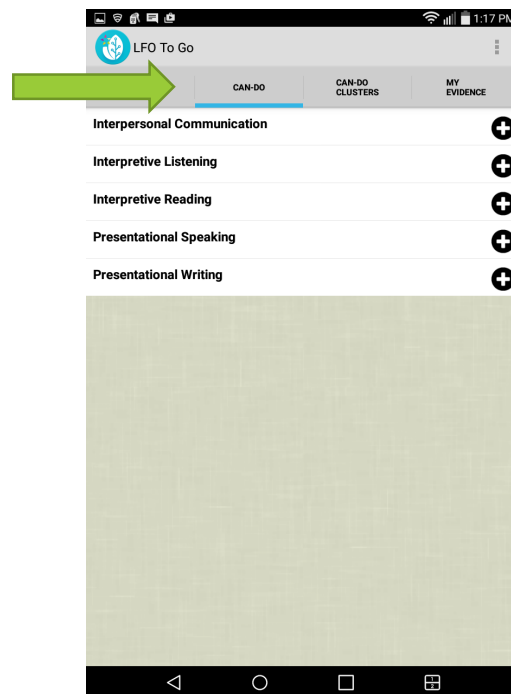 1:17 PM
LFO To Go
CAN-DO
CAN-DO
CLUSTERS
MY
EVIDENCE
Interpersonal Communication
Interpretive Listening
Interpretive Reading
Presentational Speaking
Presentational Writing